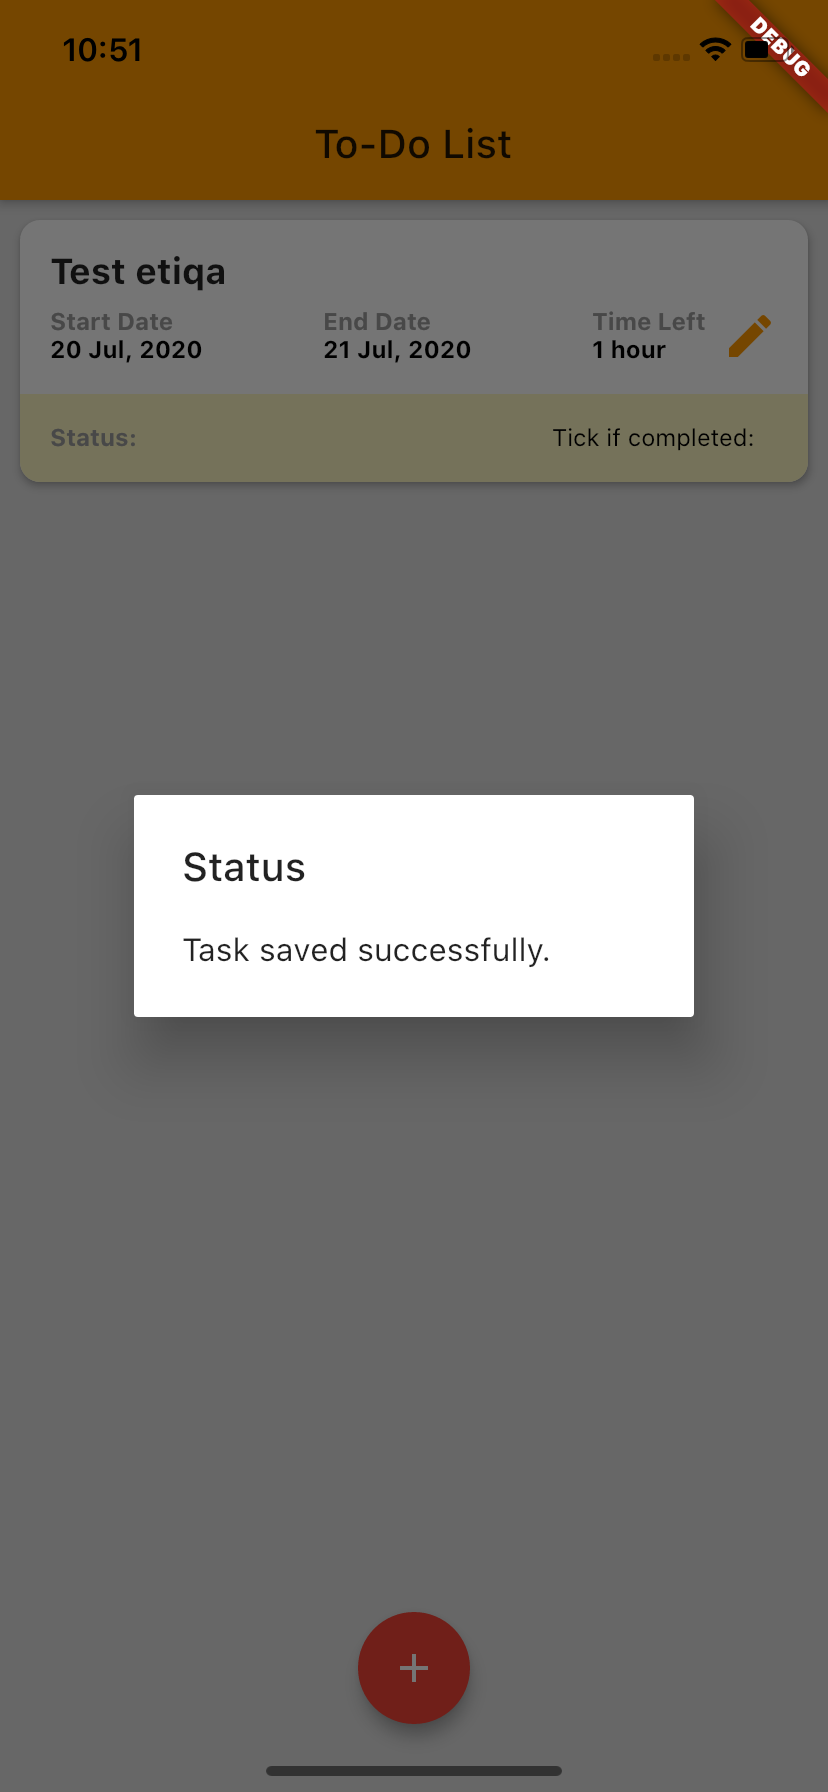 10:51
DEBUG
To-Do List
Test etiqa
Start Date End Date Time Left
20 Jul, 2020 21 Jul, 2020 1 hour
Status: Tick if completed:
Status
Task saved successfully.